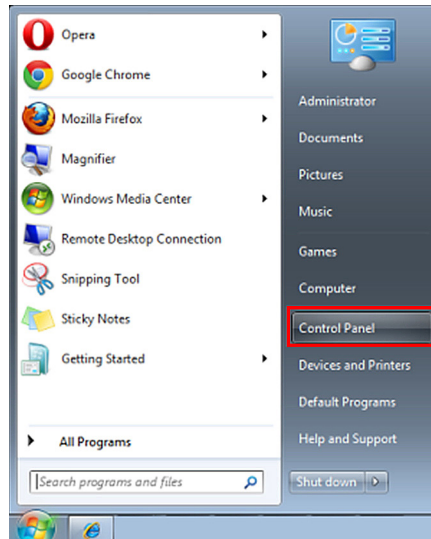 Opera
Google Chrome
Mozilla Firefox
Magnifier
Windows Media Center
Remote Desktop Connection
Snipping Tool
Sticky Notes
Getting Started
All Programs
Search programs and files
Administrator
Documents
Pictures
Music
Games
Computer
Control Panel
Devices and Printers
Default Programs
Help and Support
Shut down